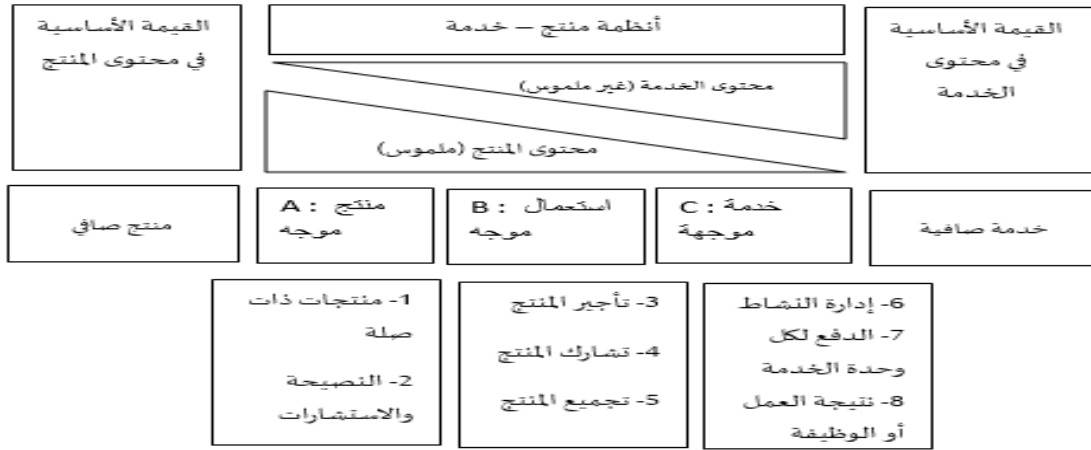 القيمة الأساسية
في محتوى
الخدمة
أنظمة منتج – خدمة
القيمة الأساسية
في محتوى المنتج
محتوى الخدمة (غير ملموس)
محتوى المنتج (ملموس)
خدمة صافية
C : خدمة
موجهة
B : استعمال
موجه
A : منتج
موجه
منتج صافي
6- إدارة النشاط
7- الدفع لكل
وحدة الخدمة
8- نتيجة العمل
أو الوظيفة
3- تأجير المنتج
4- تشارك المنتج
5- تجميع المنتج
1- منتجات ذات
صلة
2- النصيحة
والاستشارات